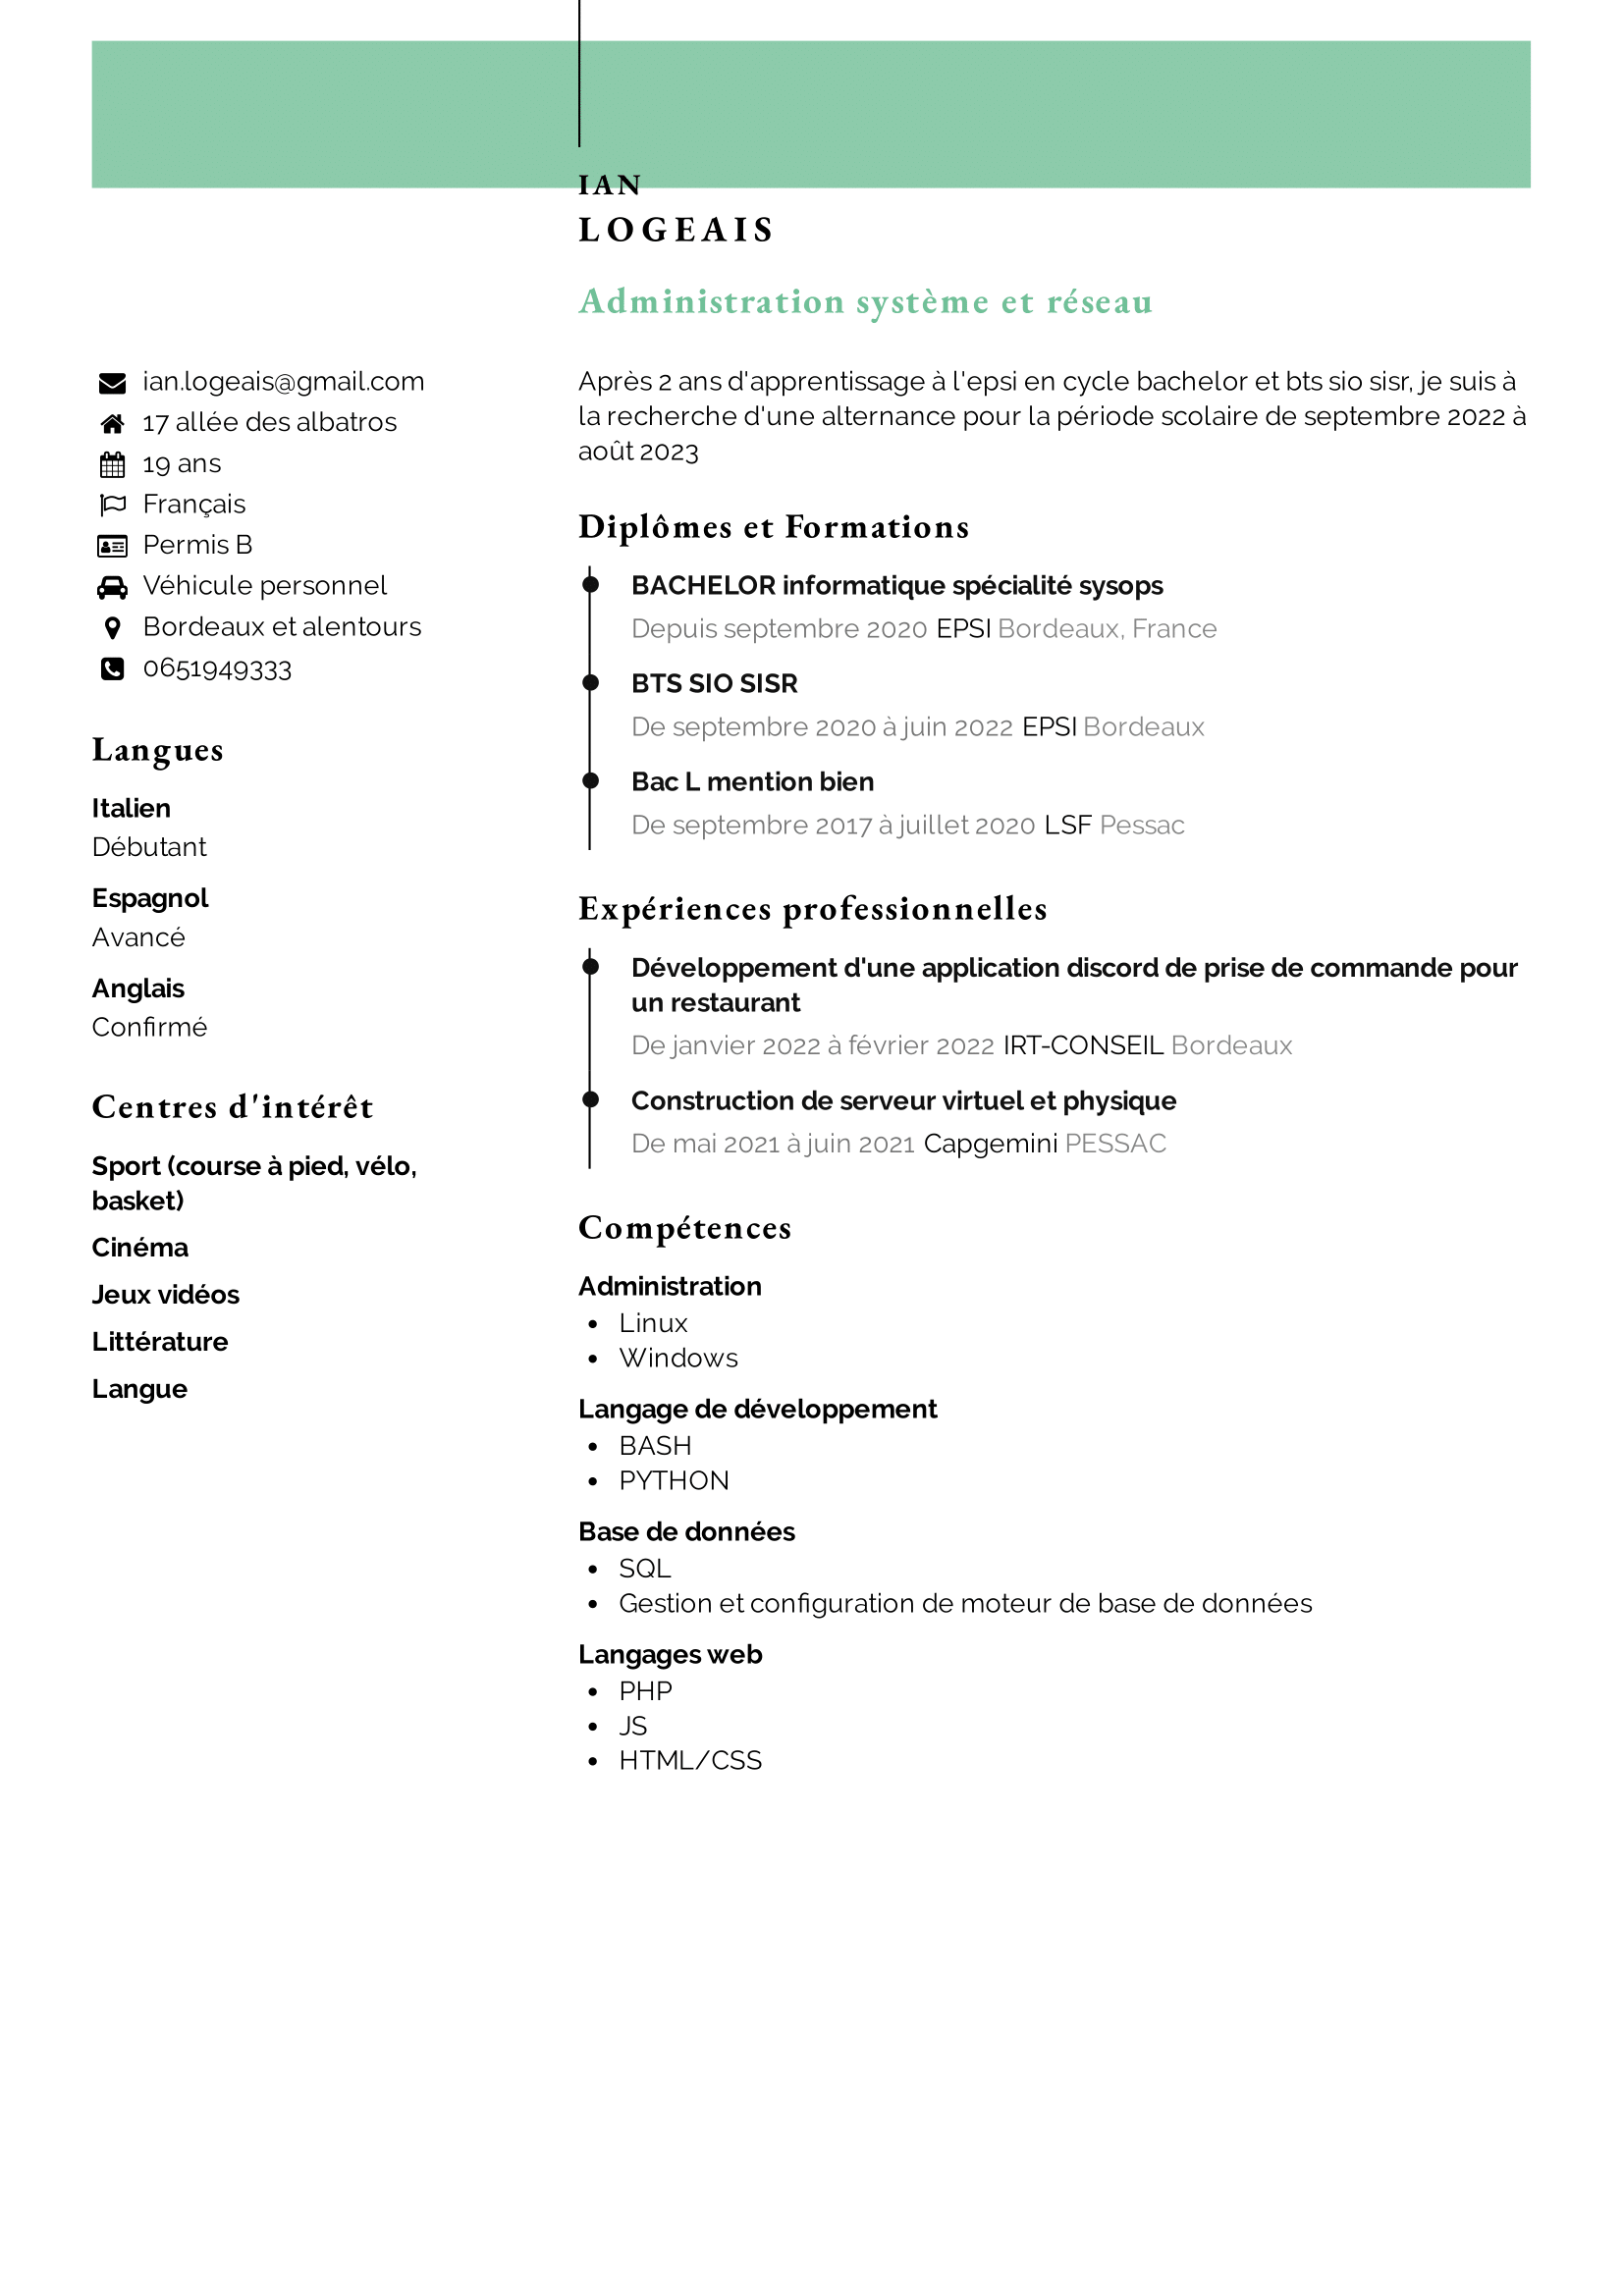 IAN
LOGEAIS
Administration système et réseau
ian.logeais@gmail.com
17 allée des albatros
19 ans
Français
Permis B
Véhicule personnel
Bordeaux et alentours
0651949333
Langues
Italien
Débutant
Espagnol
Avancé
Anglais
Confirmé
Centres d'intérêt
Sport (course à pied, vélo,
basket)
Cinéma
Jeux vidéos
Littérature
Langue
Après 2 ans d'apprentissage à l'epsi en cycle bachelor et bts sio sisr, je suis à
la recherche d'une alternance pour la période scolaire de septembre 2022 à
août 2023
Diplômes et Formations
BACHELOR informatique spécialité sysops
Depuis septembre 2020 EPSI Bordeaux, France
BTS SIO SISR
De septembre 2020 à juin 2022 EPSI Bordeaux
Bac L mention bien
De septembre 2017 à juillet 2020 LSF Pessac
Expériences professionnelles
Développement d'une application discord de prise de commande pour
un restaurant
De janvier 2022 à février 2022 IRT-CONSEIL Bordeaux
Construction de serveur virtuel et physique
De mai 2021 à juin 2021 Capgemini PESSAC
Compétences
Administration
• Linux
• Windows
Langage de développement
• BASH
• PYTHON
Base de données
• SQL
• Gestion et configuration de moteur de base de données
Langages web
• PHP
• JS
• HTML/CSS